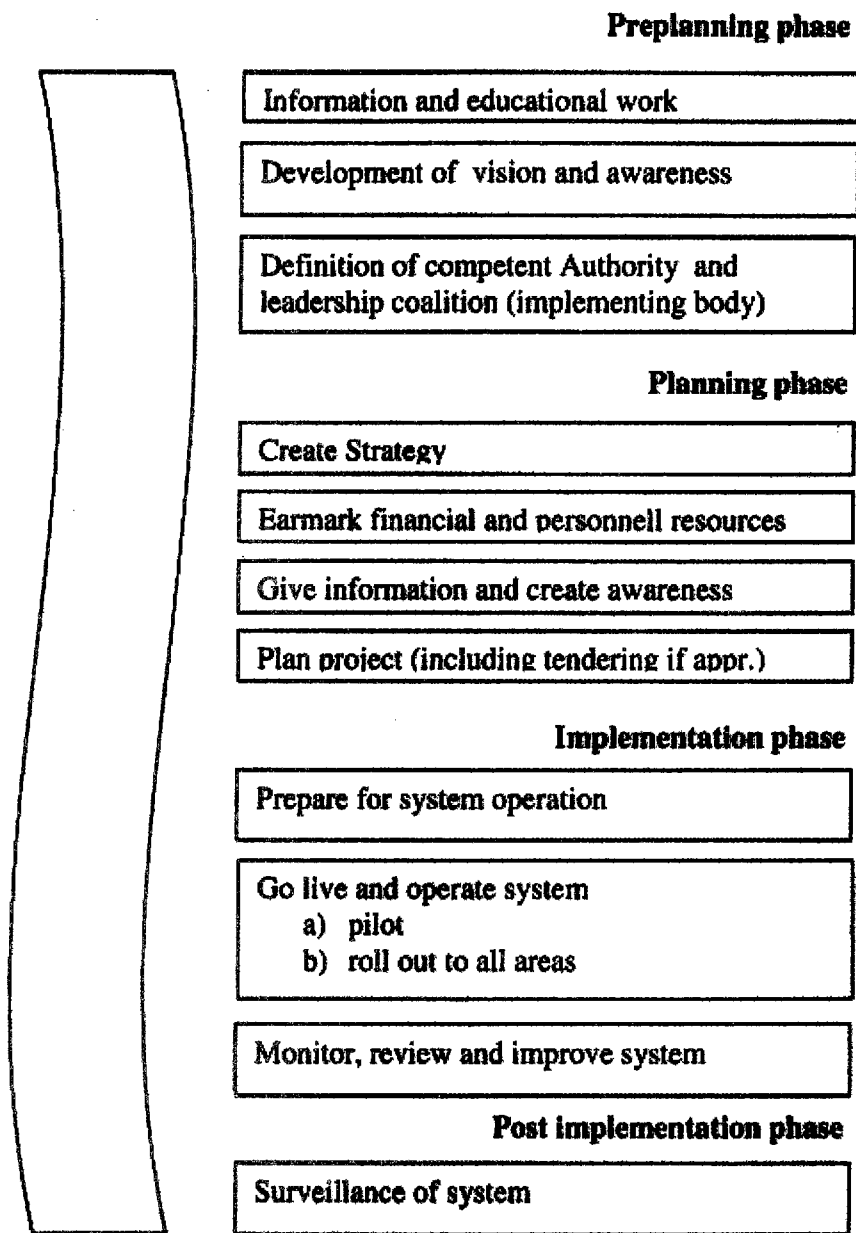 Preplanning phase
Information and educational work
Development of vision and awareness
Definition of competent Authority and
leadership coalition (implementing body)
Planning phase
Create Strategy
Earmark financial and personnell resources
Give information and create awareness
Plan project (including tendering if appr.)
Implementation phase
Prepare for system operation
Go live and operate system
a) pilot
b) roll out to all areas
Monitor, review and improve system
Post implementation phase
Surveillance of system